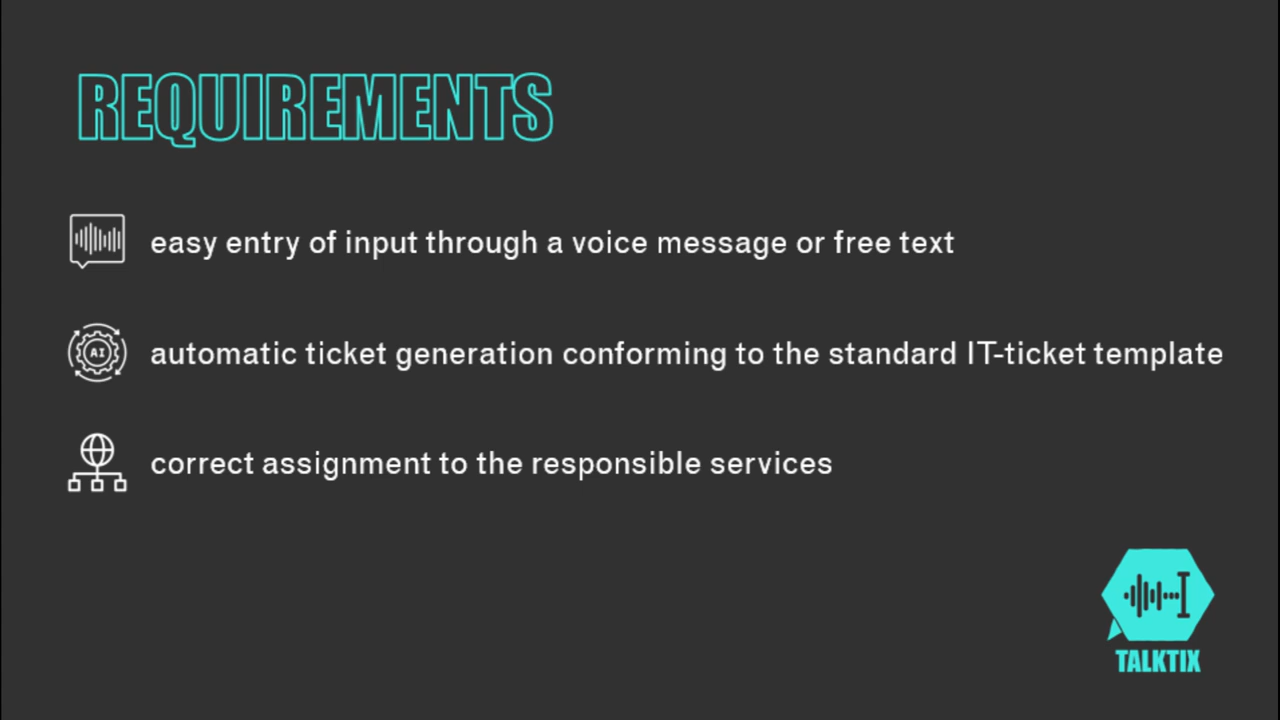 REQUIREMENTS
easy entry of input through a voice message or free text
AI
automatic ticket generation conforming to the standard IT-ticket template
correct assignment to the responsible services
TALKTIX